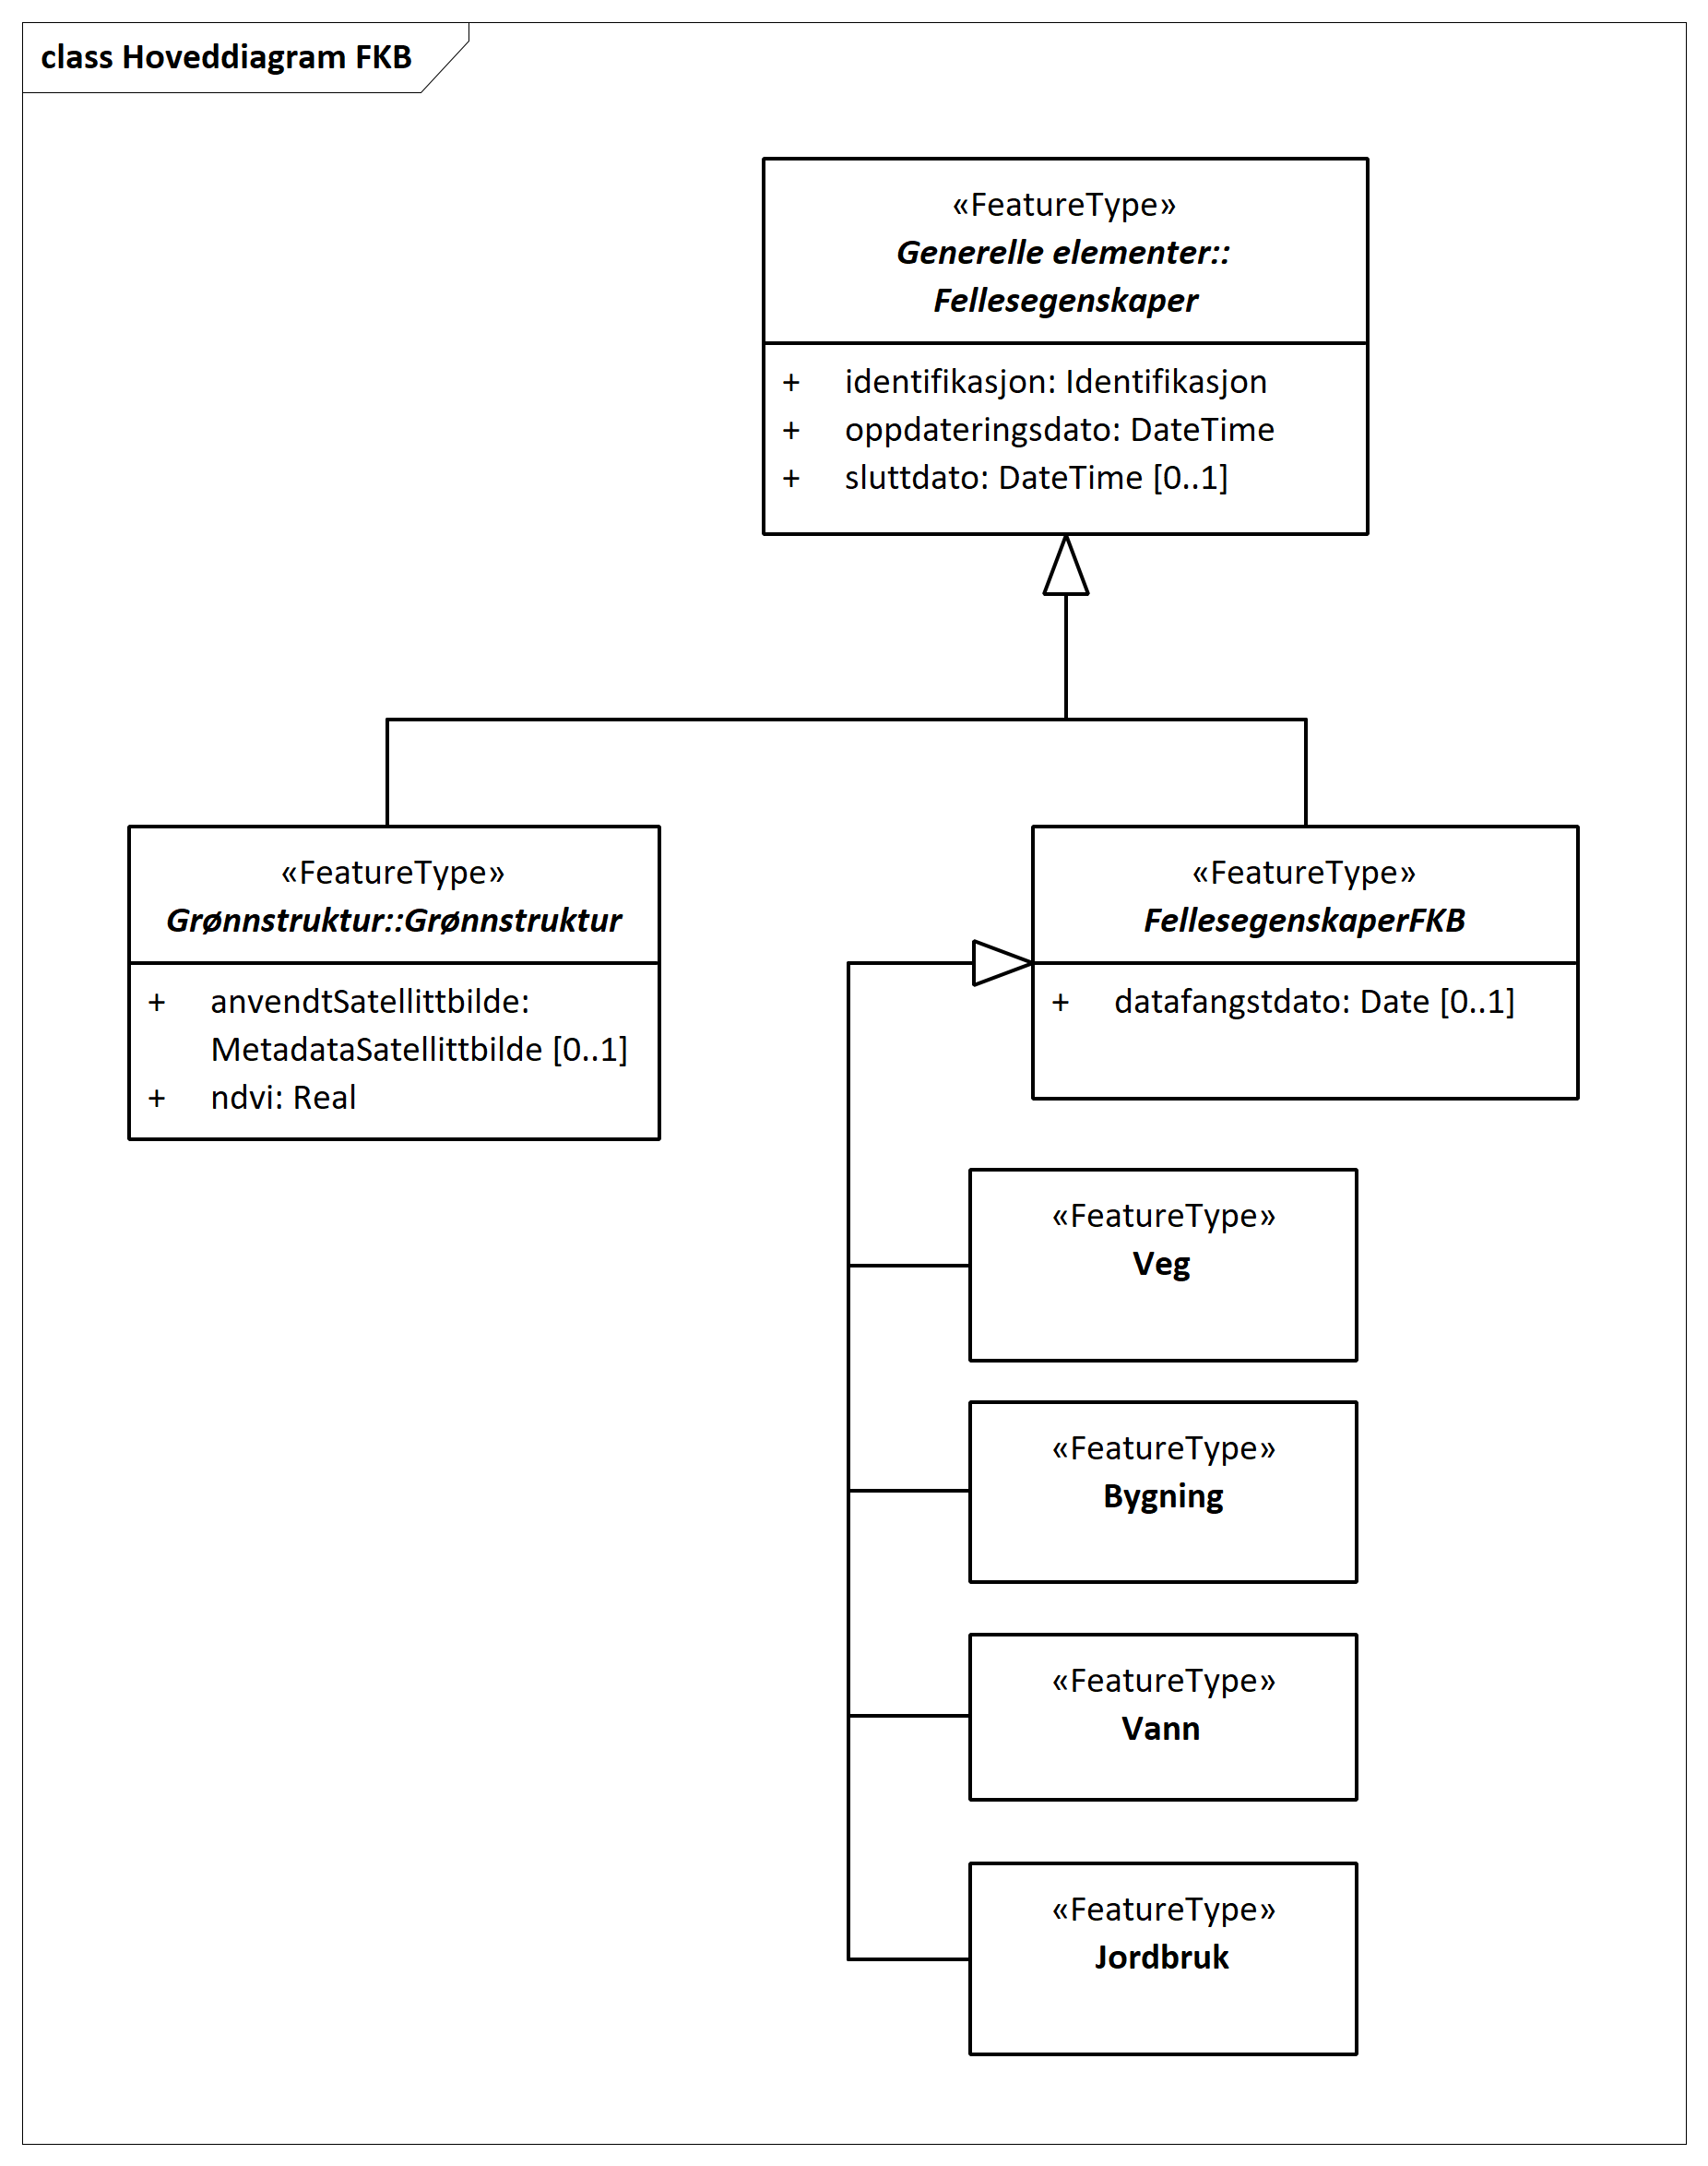 class Hoveddiagram FKB
«FeatureType»
Generelle elementer::
Fellesegenskaper
+ identifikasjon: Identifikasjon
+ oppdateringsdato: DateTime
+ sluttdato: DateTime [0..1]
«FeatureType»
Grønnstruktur::Grønnstruktur
+ anvendtSatellittbilde:
MetadataSatellittbilde [0..1]
+ ndvi: Real
«FeatureType»
FellesegenskaperFKB
+ datafangstdato: Date [0..1]
«FeatureType»
Veg
«FeatureType»
Bygning
«FeatureType»
Vann
«FeatureType»
Jordbruk